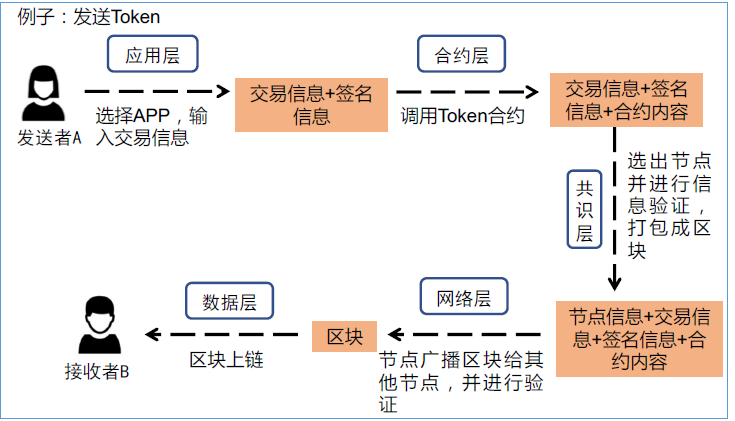 例子：发送Token
应用层
合约层
发送者A
选择APP，输
入交易信息
交易信息+签名
信息
调用Token合约
交易信息+签名
信息+合约内容
共
识
层
选出节点
并进行信
息验证，
打包成区
块
节点信息+交易信
息+签名信息+合
约内容
网络层
节点广播区块给其
他节点，并进行验
证
区块
数据层
区块上链
接收者B